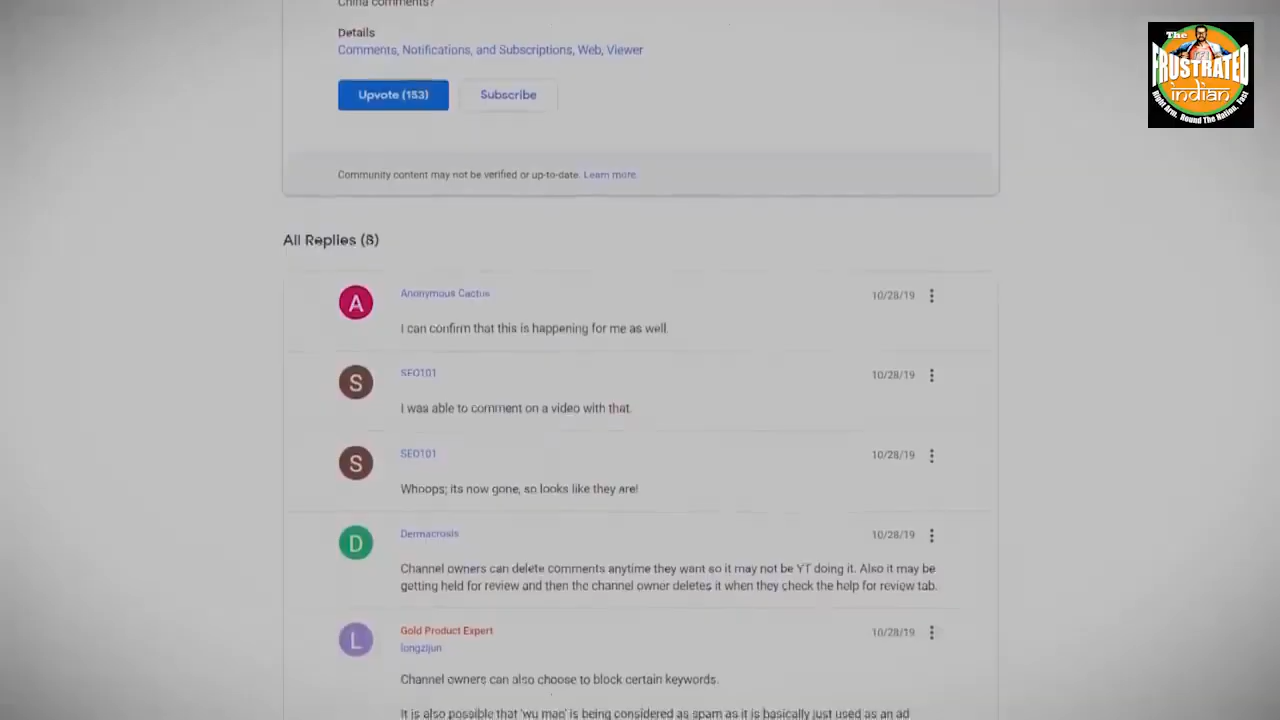 China comments?
Details
Comments, Notifications, and Subscriptions, Web, Viewer
Upvote (153)
Subscribe
Community content may not be verified or up-to-date. Learn more.
All Replies (8)
A
Anonymous Cactus
10/28/19
I can confirm that this is happening for me as well.
S
SEO101
10/28/19
I was able to comment on a video with that.
S
SEO101
10/28/19
Whoops; its now gone, so looks like they are!
D
Dermacrosis
10/28/19
Channel owners can delete comments anytime they want so it may not be YT doing it. Also it may be
getting held for review and then the channel owner deletes it when they check the help for review tab.
L
Gold Product Expert
10/28/19
longzijun
Channel owners can also choose to block certain keywords.
It is also possible that 'wu mao' is being considered as spam as it is basically just used as an ad
The
FRUSTRATED
indian
Right Arm, Round The Nation, Fast